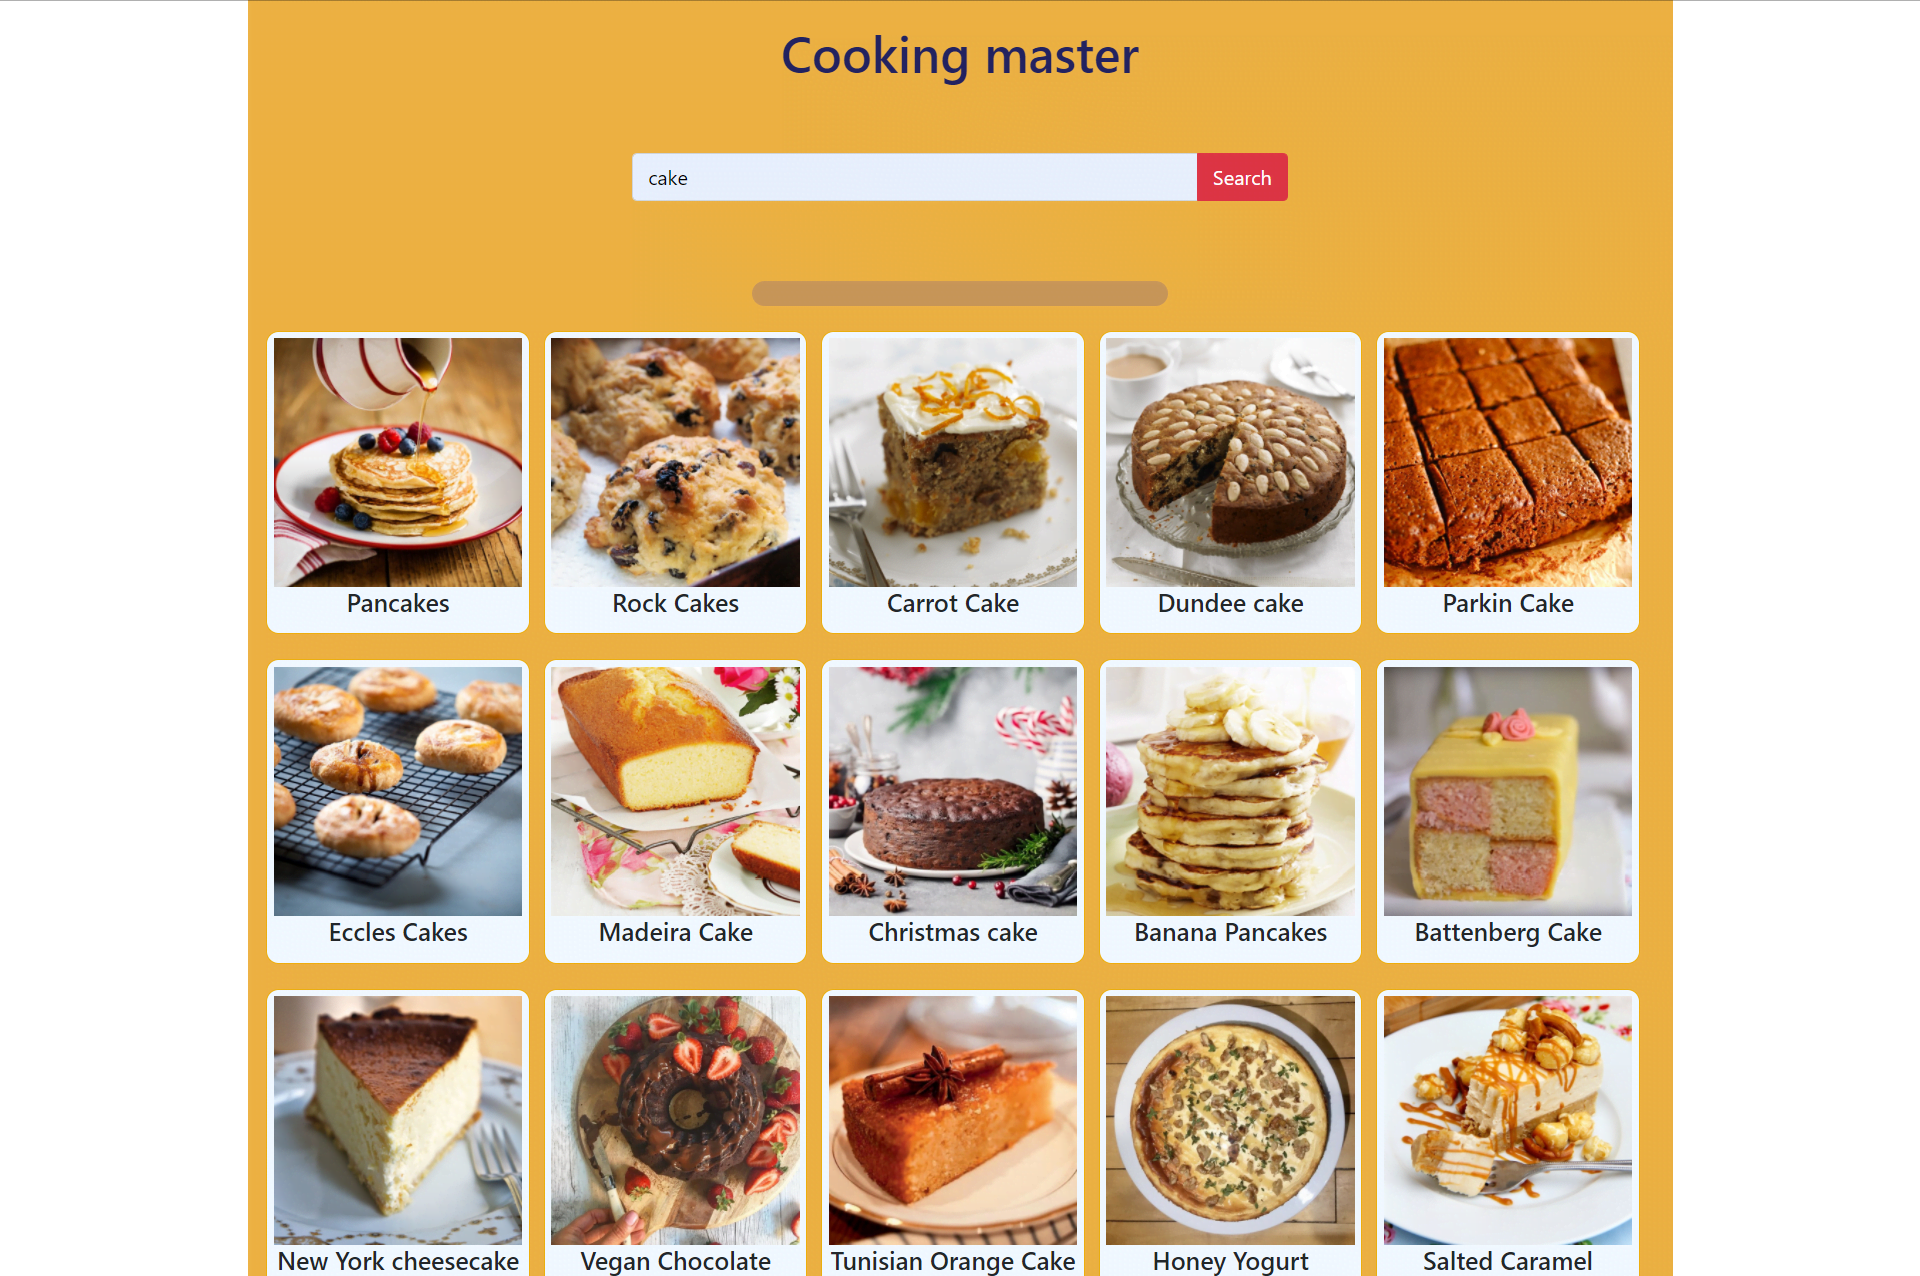 Cooking master
cake
Search
Pancakes
Rock Cakes
Carrot Cake
Dundee cake
Parkin Cake
Eccles Cakes
Madeira Cake
Christmas cake
Banana Pancakes
Battenberg Cake
New York cheesecake
Vegan Chocolate
Tunisian Orange Cake
Honey Yogurt
Salted Caramel